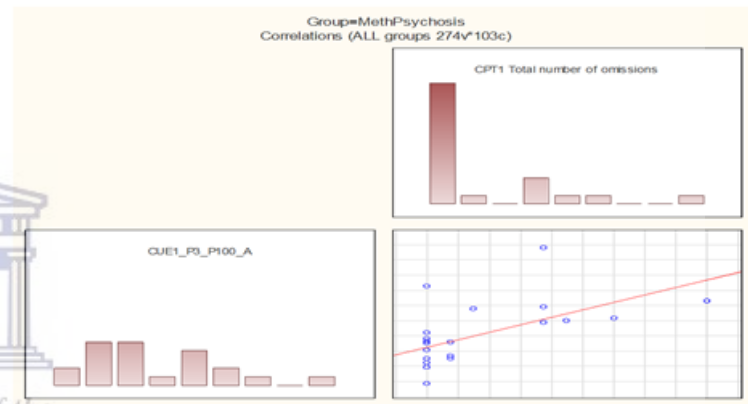 Group=MethPsychosis
Correlations (ALL groups 274v*103c)
CPT1 Total number of omissions
CUE1_P3_P100_A